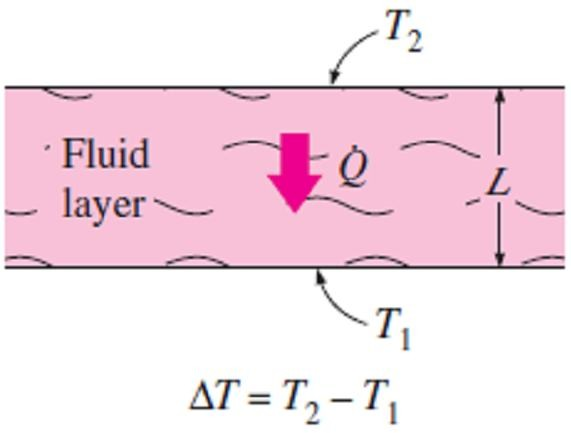 T₂
Fluid
layer
Q̇
L
T₁
ΔT = T₂ – T₁